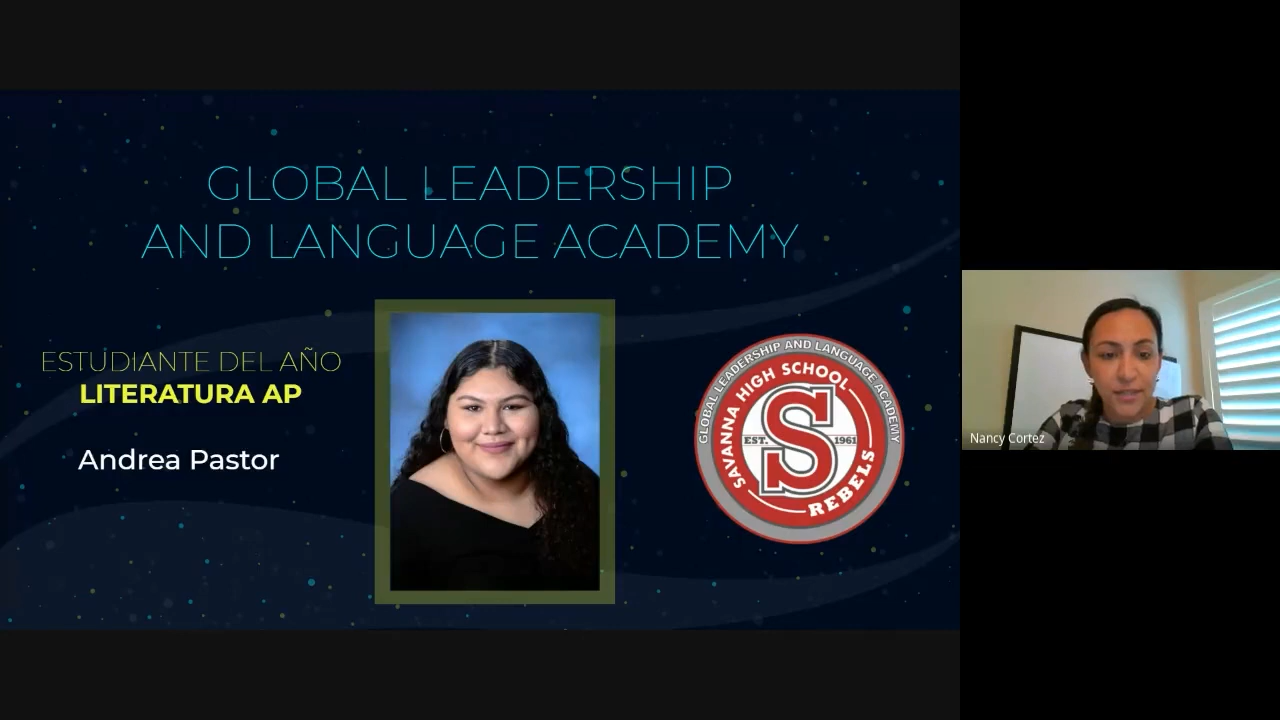 GLOBAL LEADERSHIP
AND LANGUAGE ACADEMY
ESTUDIANTE DEL AÑO
LITERATURA AP
Andrea Pastor
GLOBAL LEADERSHIP AND LANGUAGE ACADEMY
SAVANNA HIGH SCHOOL
EST. 1961
S
REBELS
Nancy Cortez